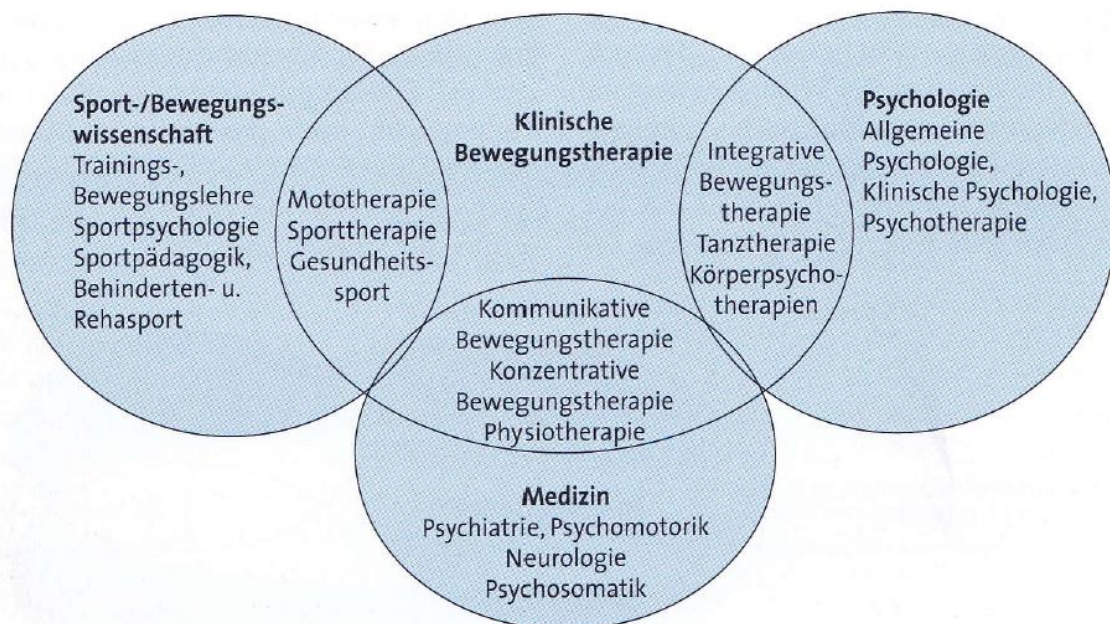 Sport-/Bewegungs-
wissenschaft
Trainings-,
Bewegungslehre
Sportpsychologie
Sportpädagogik,
Behinderten- u.
Rehasport
Mototherapie
Sporttherapie
Gesundheits-
sport
Klinische
Bewegungstherapie
Integrative
Bewegungs-
therapie
Tanztherapie
Körperpsycho-
therapien
Psychologie
Allgemeine
Psychologie,
Klinische Psychologie,
Psychotherapie
Kommunikative
Bewegungstherapie
Konzentrative
Bewegungstherapie
Physiotherapie
Medizin
Psychiatrie, Psychomotorik
Neurologie
Psychosomatik